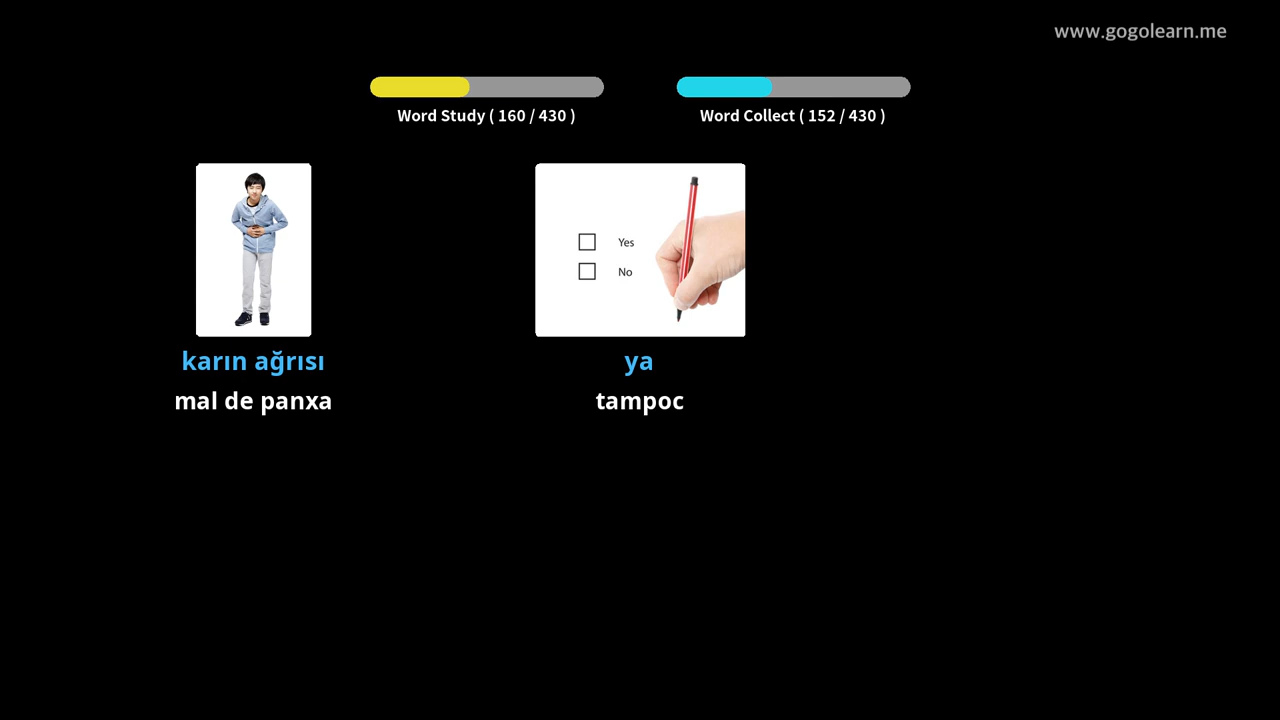 www.gogolearn.me
Word Study ( 160 / 430 )
Word Collect ( 152 / 430 )
Yes
No
karın ağrısı
mal de panxa
ya
tampoc